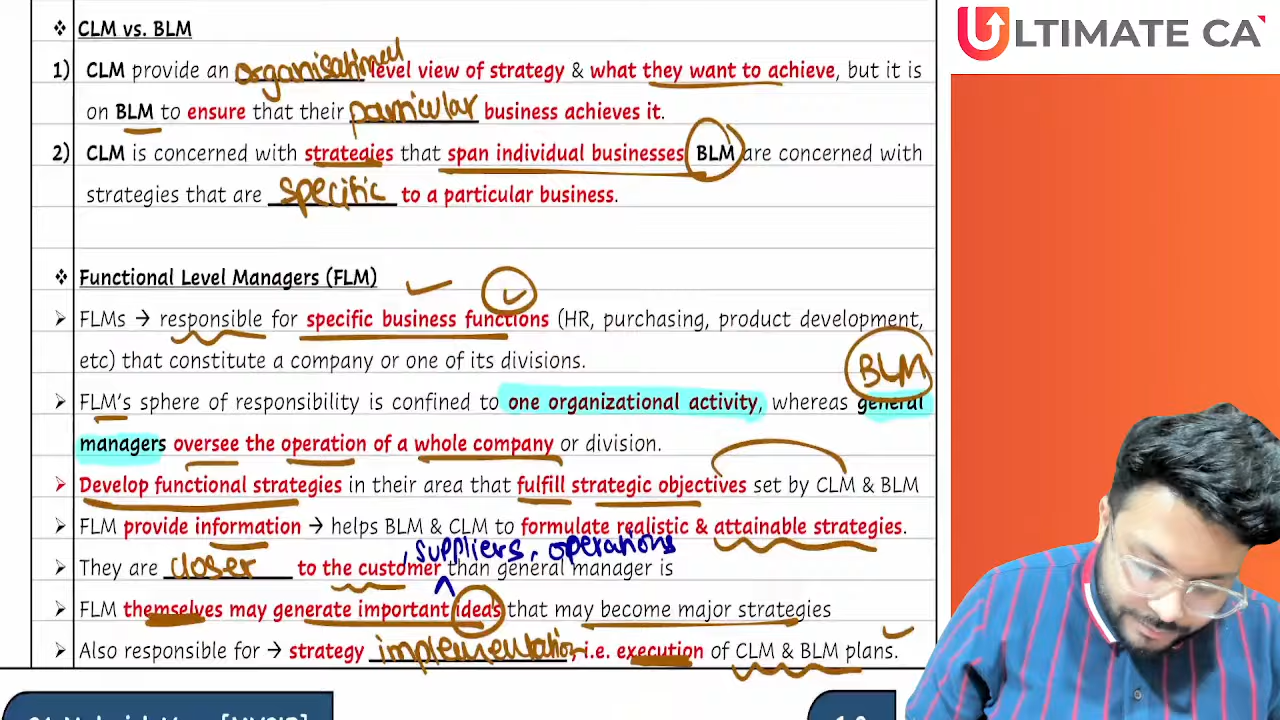 ❖ CLM vs. BLM
ULTIMATE CA
1) CLM provide an organisational level view of strategy & what they want to achieve, but it is
on BLM to ensure that their particular business achieves it.
2) CLM is concerned with strategies that span individual businesses BLM are concerned with
strategies that are specific to a particular business.
❖ Functional Level Managers (FLM)
➢ FLMs → responsible for specific business functions (HR, purchasing, product development,
etc) that constitute a company or one of its divisions.
BLM
➢ FLM's sphere of responsibility is confined to one organizational activity, whereas general
managers oversee the operation of a whole company or division.
➢ Develop functional strategies in their area that fulfill strategic objectives set by CLM & BLM
➢ FLM provide information → helps BLM & CLM to formulate realistic & attainable strategies.
, suppliers, operations
➢ They are closer to the customer than general manager is
➢ FLM themselves may generate important ideas that may become major strategies
➢ Also responsible for → strategy implementation, i.e. execution of CLM & BLM plans.